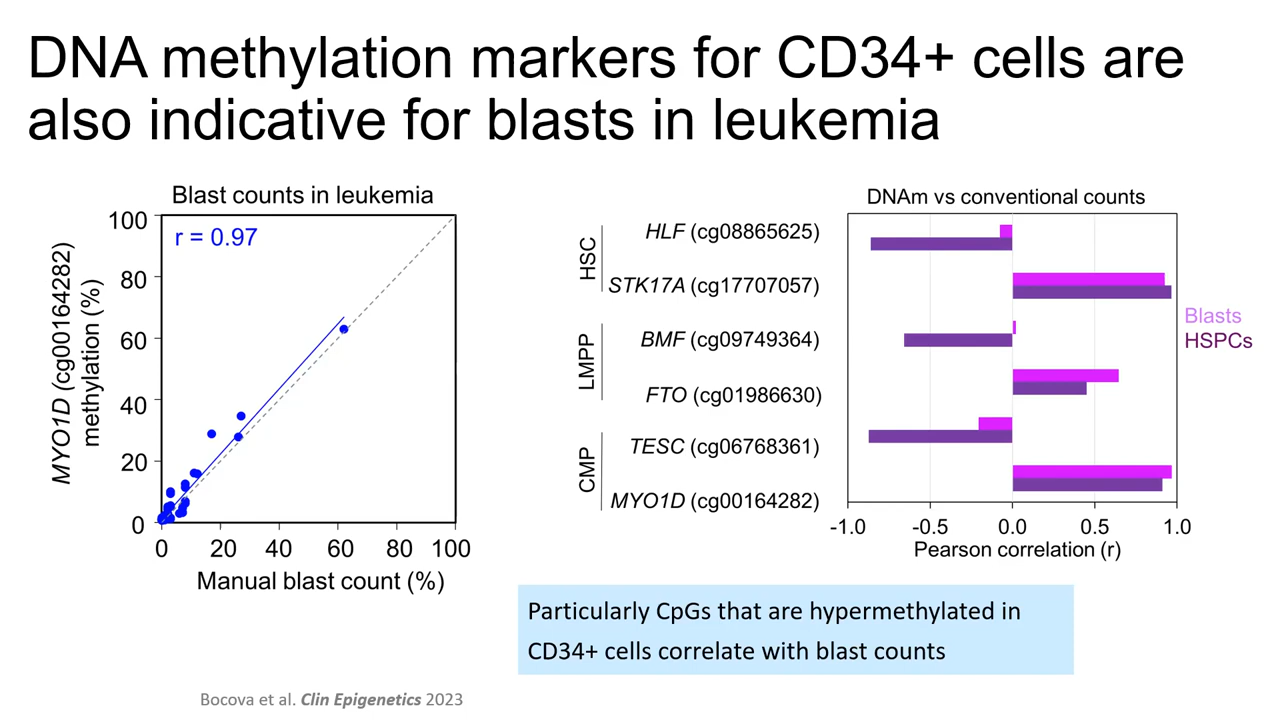 DNA methylation markers for CD34+ cells are
also indicative for blasts in leukemia
Blast counts in leukemia
r = 0.97
MYO1D (cg00164282)
methylation (%)
100
80
60
40
20
0
0 20 40 60 80 100
Manual blast count (%)
DNAm vs conventional counts
HSC
HLF (cg08865625)
STK17A (cg17707057)
LMPP
BMF (cg09749364)
FTO (cg01986630)
CMP
TESC (cg06768361)
MYO1D (cg00164282)
Blasts
HSPCs
-1.0 -0.5 0.0 0.5 1.0
Pearson correlation (r)
Particularly CpGs that are hypermethylated in
CD34+ cells correlate with blast counts
Bocova et al. Clin Epigenetics 2023